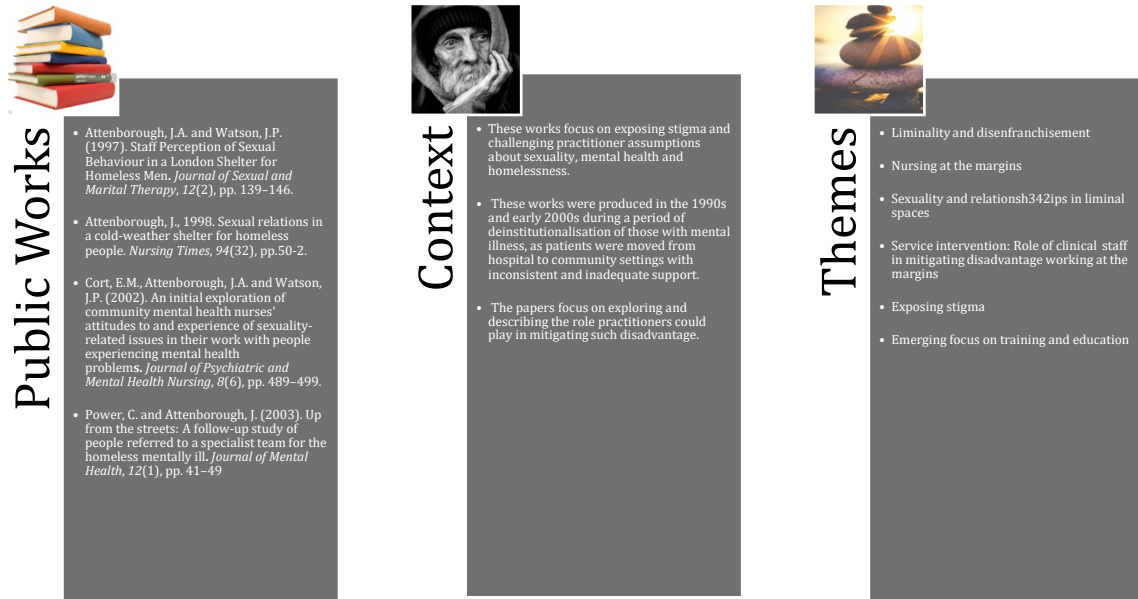 Public Works
• Attenborough, J.A. and Watson, J.P.
(1997). Staff Perception of Sexual
Behaviour in a London Shelter for
Homeless Men. Journal of Sexual and
Marital Therapy, 12(2), pp. 139–146.
• Attenborough, J., 1998. Sexual relations in
a cold-weather shelter for homeless
people. Nursing Times, 94(32), pp.50-2.
• Cort, E.M., Attenborough, J.A. and Watson,
J.P. (2002). An initial exploration of
community mental health nurses'
attitudes to and experience of sexuality-
related issues in their work with people
experiencing mental health
problems. Journal of Psychiatric and
Mental Health Nursing, 8(6), pp. 489–499.
• Power, C. and Attenborough, J. (2003). Up
from the streets: A follow-up study of
people referred to a specialist team for the
homeless mentally ill. Journal of Mental
Health, 12(1), pp. 41–49
Context
• These works focus on exposing stigma and
challenging practitioner assumptions
about sexuality, mental health and
homelessness.
• These works were produced in the 1990s
and early 2000s during a period of
deinstitutionalisation of those with mental
illness, as patients were moved from
hospital to community settings with
inconsistent and inadequate support.
• The papers focus on exploring and
describing the role practitioners could
play in mitigating such disadvantage.
Themes
• Liminality and disenfranchisement
• Nursing at the margins
• Sexuality and relationsh342ips in liminal
spaces
• Service intervention: Role of clinical staff
in mitigating disadvantage working at the
margins
• Exposing stigma
• Emerging focus on training and education